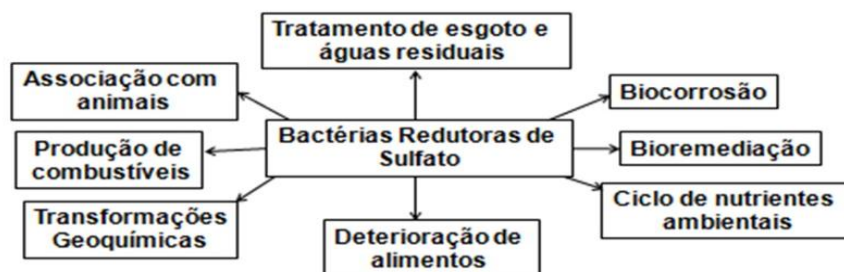 Tratamento de esgoto e
águas residuais
Associação com
animais
Biocorrosão
Bactérias Redutoras de
Sulfato
Produção de
combustíveis
Bioremediação
Transformações
Geoquímicas
Ciclo de nutrientes
ambientais
Deterioração de
alimentos